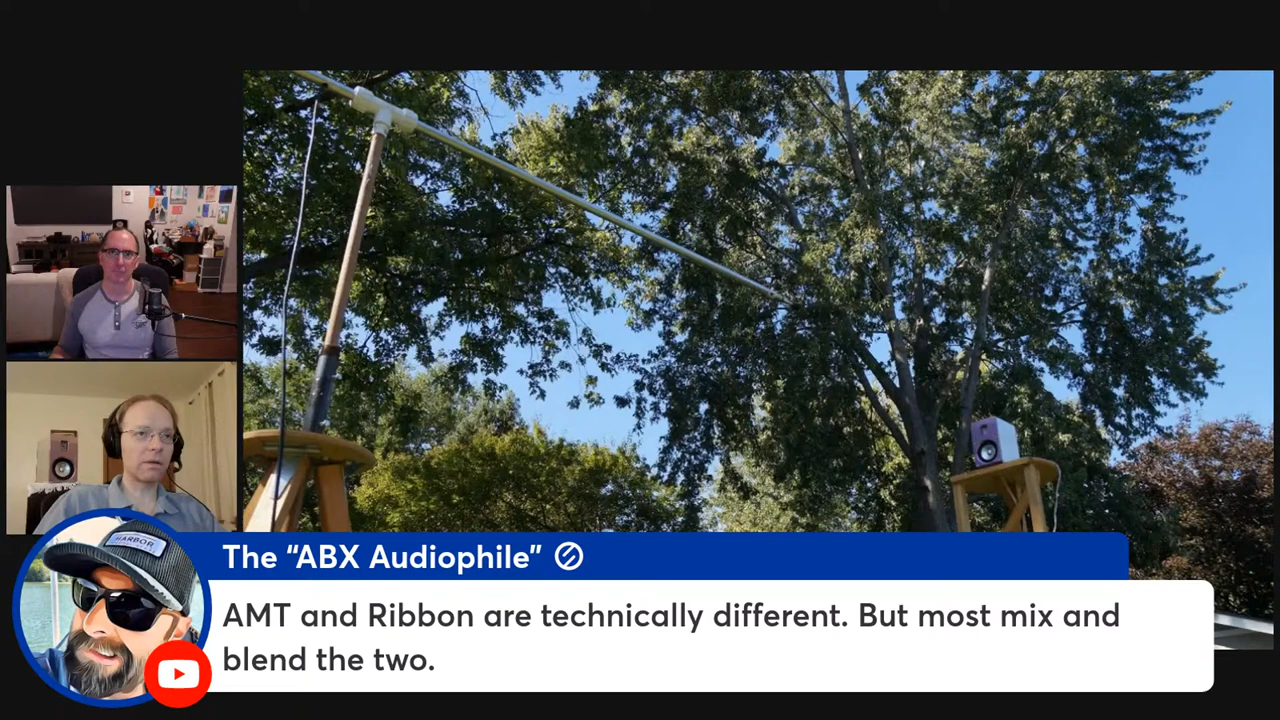 The “ABX Audiophile”
AMT and Ribbon are technically different. But most mix and
blend the two.
HARBOR